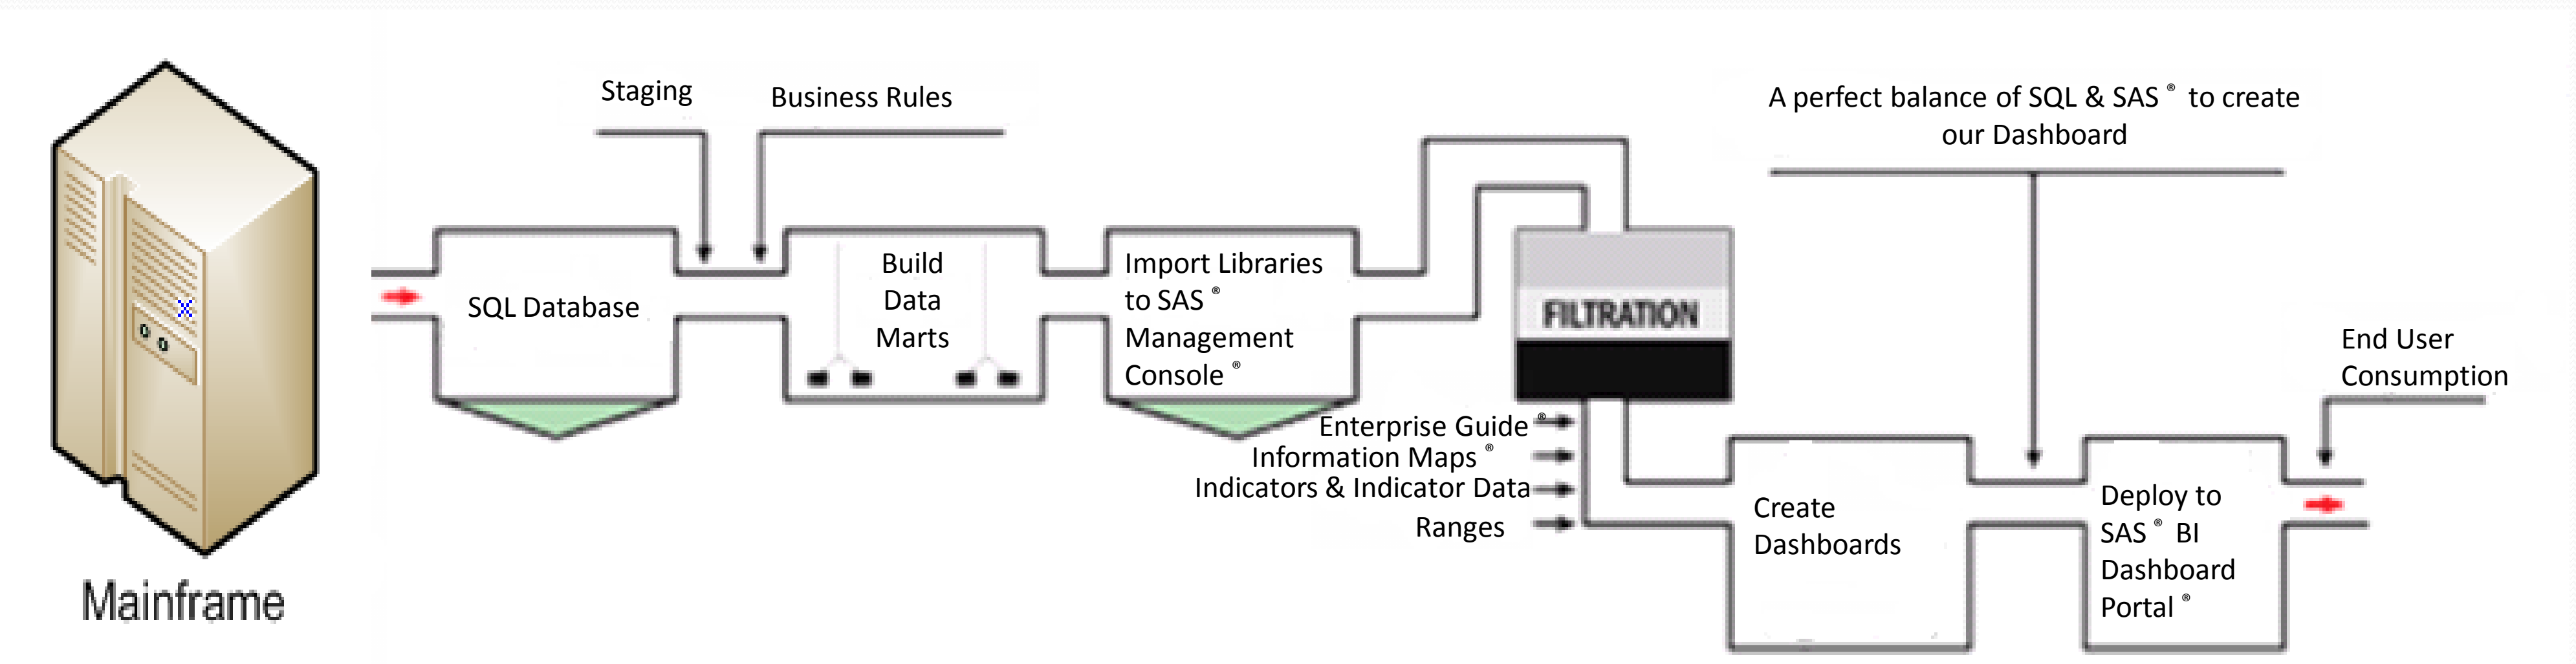 Mainframe
Staging
Business Rules
SQL Database
Build
Data
Marts
Import Libraries
to SAS ®
Management
Console ®
FILTRATION
Enterprise Guide ®
Information Maps ®
Indicators & Indicator Data
Ranges
A perfect balance of SQL & SAS ® to create
our Dashboard
Create
Dashboards
Deploy to
SAS ® BI
Dashboard
Portal ®
End User
Consumption